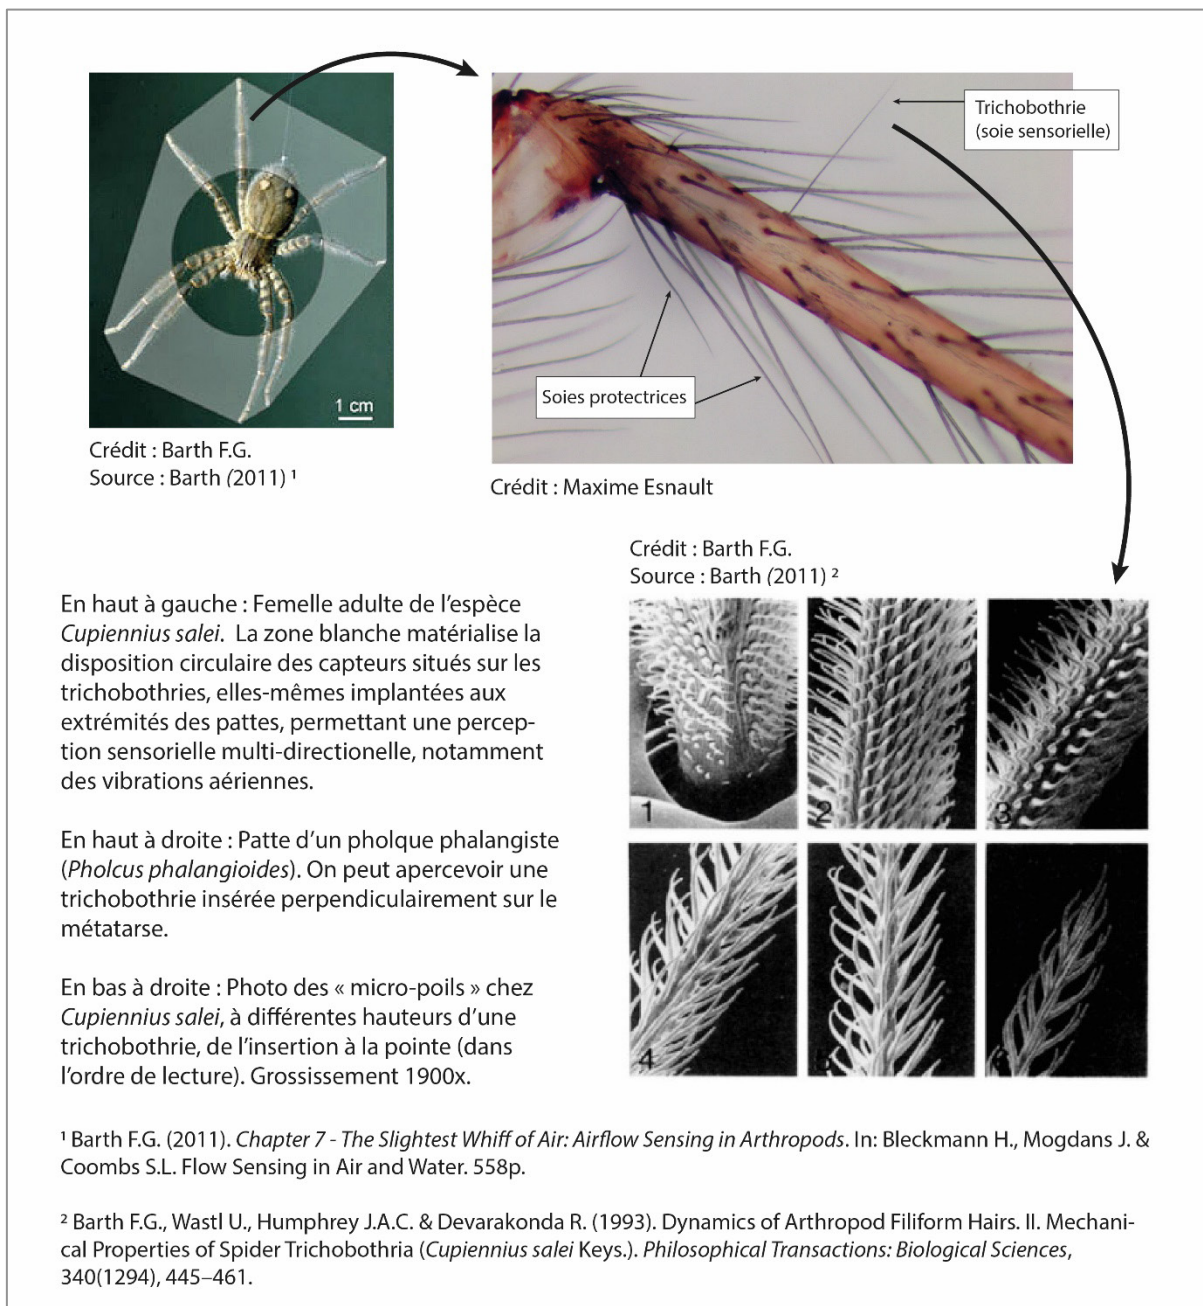 Trichobothrie
(soie sensorielle)
Soies protectrices
1 cm
Crédit : Barth F.G.
Source : Barth (2011) ¹
Crédit : Maxime Esnault
Crédit : Barth F.G.
Source : Barth (2011) ²
1
2
3
4
5
6
En haut à gauche : Femelle adulte de l’espèce
Cupiennius salei. La zone blanche matérialise la
disposition circulaire des capteurs situés sur les
trichobothries, elles-mêmes implantées aux
extrémités des pattes, permettant une percep-
tion sensorielle multi-directionelle, notamment
des vibrations aériennes.
En haut à droite : Patte d’un pholque phalangiste
(Pholcus phalangioides). On peut apercevoir une
trichobothrie insérée perpendiculairement sur le
métatarse.
En bas à droite : Photo des « micro-poils » chez
Cupiennius salei, à différentes hauteurs d’une
trichobothrie, de l’insertion à la pointe (dans
l’ordre de lecture). Grossissement 1900x.
¹ Barth F.G. (2011). Chapter 7 - The Slightest Whiff of Air: Airflow Sensing in Arthropods. In: Bleckmann H., Mogdans J. &
Coombs S.L. Flow Sensing in Air and Water. 558p.
² Barth F.G., Wastl U., Humphrey J.A.C. & Devarakonda R. (1993). Dynamics of Arthropod Filiform Hairs. II. Mechani-
cal Properties of Spider Trichobothria (Cupiennius salei Keys.). Philosophical Transactions: Biological Sciences,
340(1294), 445–461.